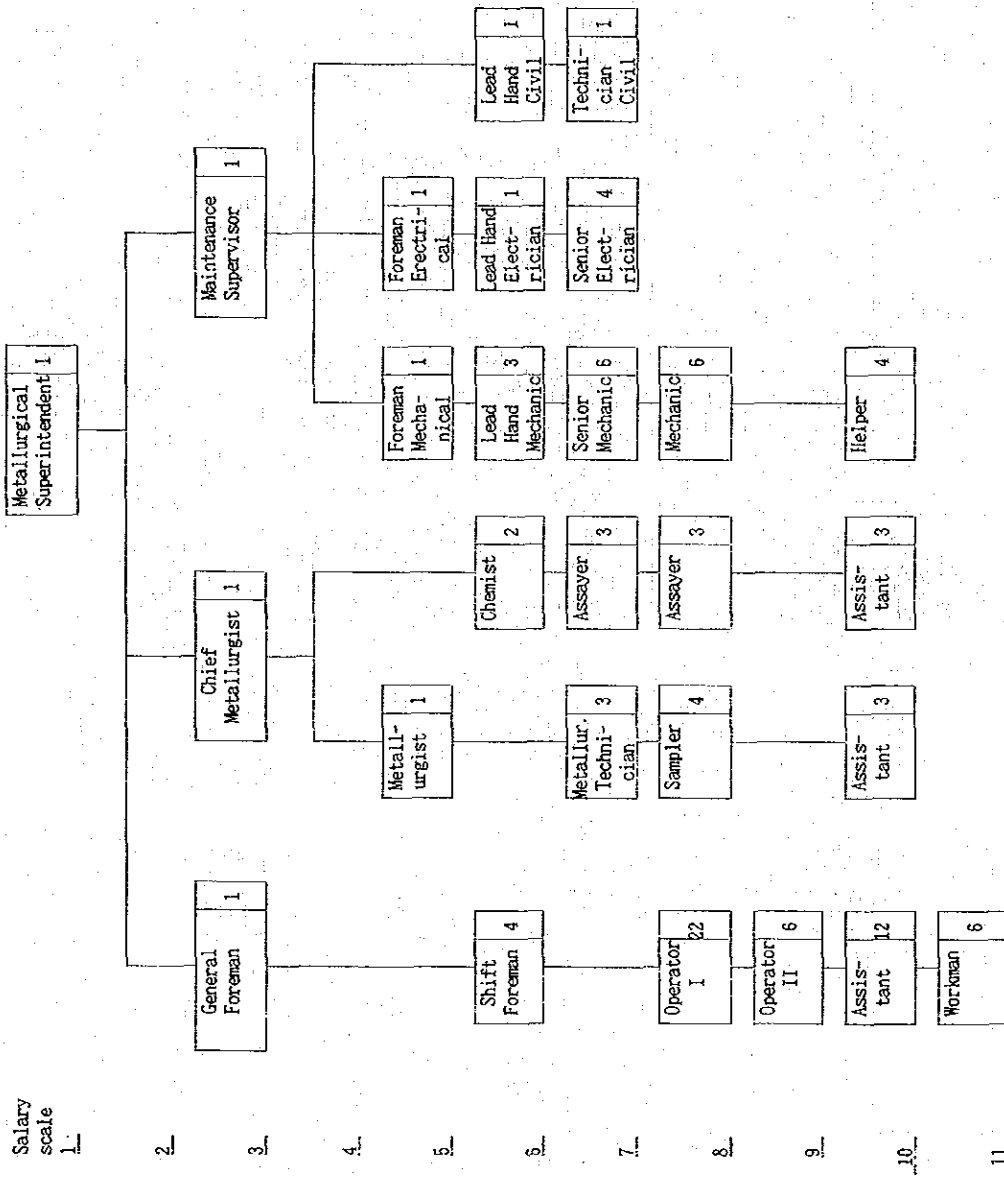 Salary
scale
1
2
3
4
5
6
7
8
9
10
11
Metallurgical
Superintendent 1
General
Foreman 1
Chief
Metallurgist 1
Maintenance
Supervisor 1
Metall-
urgist 1
Foreman
Mecha-
nical 1
Foreman
Erectri-
cal 1
Shift
Foreman 4
Chemist 2
Lead
Hand
Mechanic 3
Lead Hand
Elect-
rician 1
Lead
Hand
Civil 1
Metallur.
Techni-
cian 3
Assayer 3
Senior
Mechanic 6
Senior
Elect-
rician 4
Techni-
cian
Civil 1
Operator
I 22
Sampler 4
Assayer 3
Mechanic 6
Operator
II 6
Assis-
tant 12
Assis-
tant 3
Assis-
tant 3
Helper 4
Workman 6